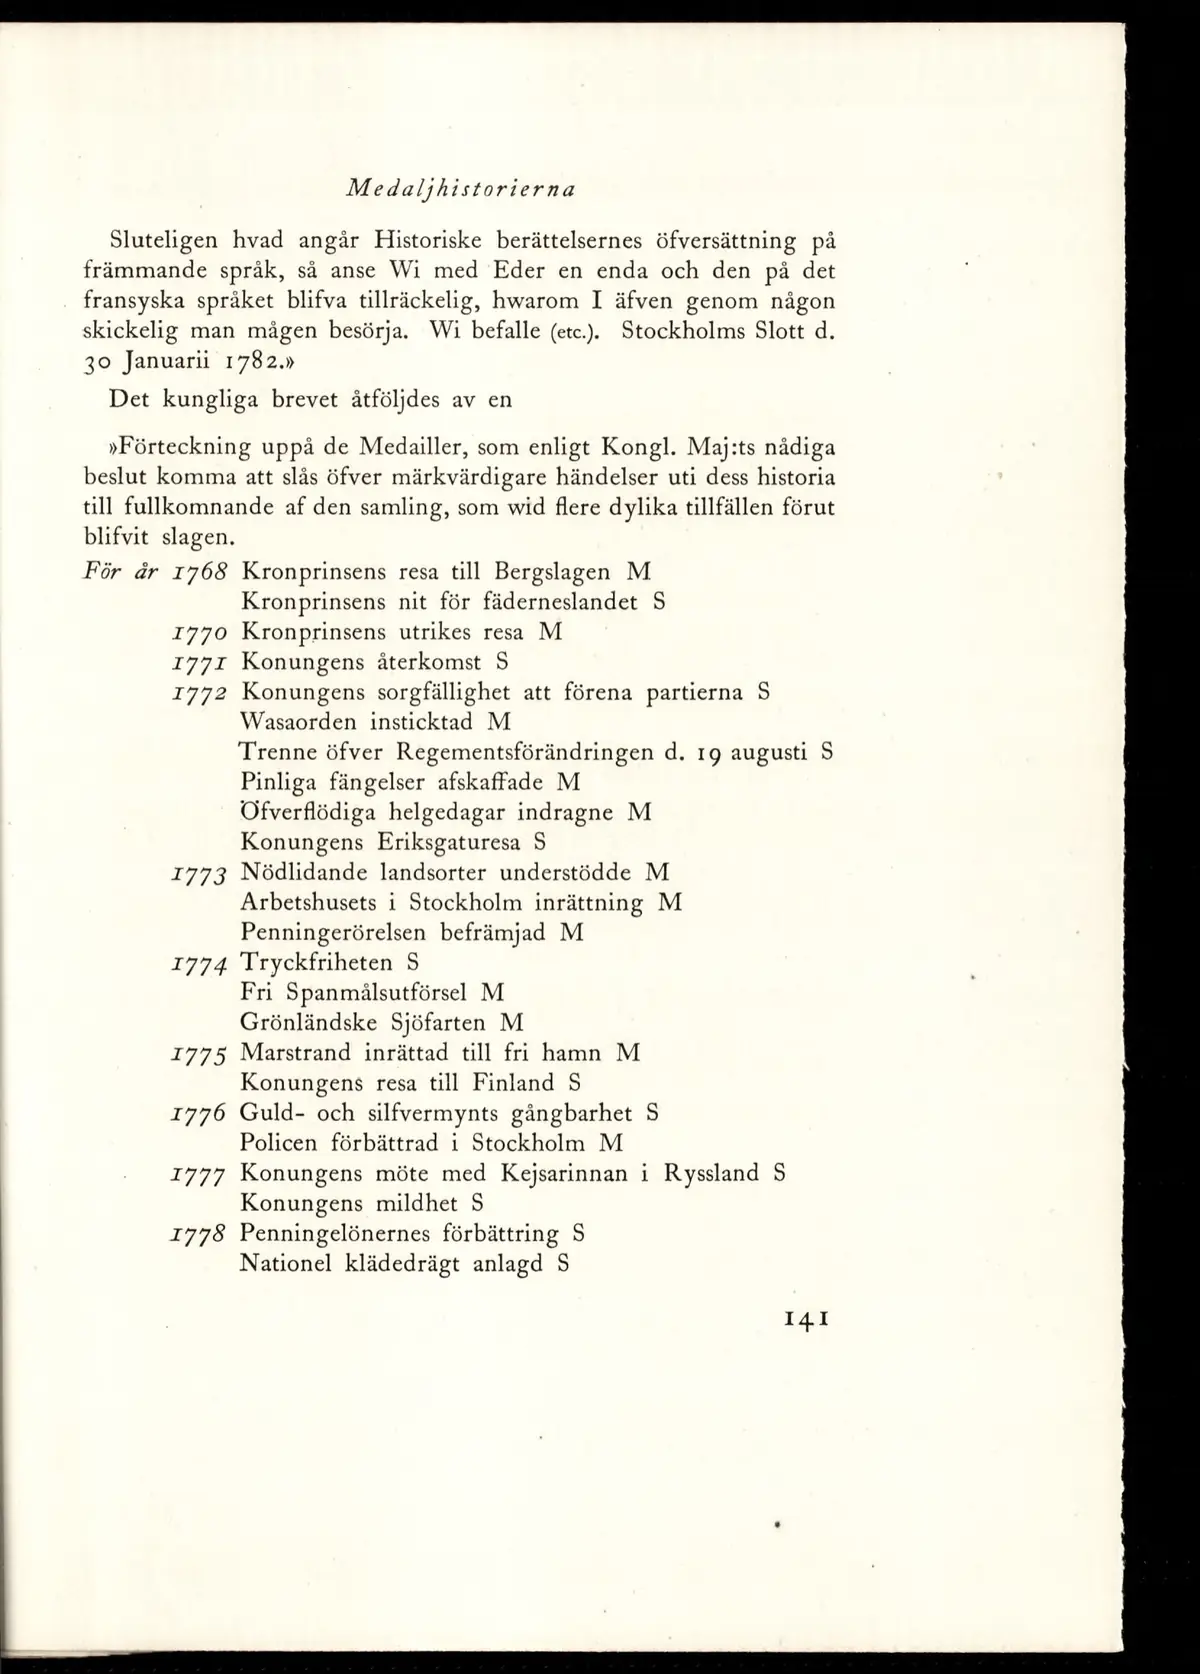 Medaljhistorierna
Sluteligen hvad angår Historiske berättelsernes öfversättning på
främmande språk, så anse Wi med Eder en enda och den på det
fransyska språket blifva tillräckelig, hwarom I äfven genom någon
skickelig man mågen besörja. Wi befalle (etc.). Stockholms Slott d.
30 Januarii 1782.»
Det kungliga brevet åtföljdes av en
»Förteckning uppå de Medailler, som enligt Kongl. Maj:ts nådiga
beslut komma att slås öfver märkvärdigare händelser uti dess historia
till fullkomnande af den samling, som wid flere dylika tillfällen förut
blifvit slagen.
För år 1768 Kronprinsens resa till Bergslagen M
Kronprinsens nit för fäderneslandet S
1770 Kronprinsens utrikes resa M
1771 Konungens återkomst S
1772 Konungens sorgfällighet att förena partierna S
Wasaorden insticktad M
Trenne öfver Regementsförändringen d. 19 augusti S
Pinliga fängelser afskaffade M
Öfverflödiga helgedagar indragne M
Konungens Eriksgaturesa S
1773 Nödlidande landsorter understödde M
Arbetshusets i Stockholm inrättning M
Penningerörelsen befrämjad M
1774 Tryckfriheten S
Fri Spanmålsutförsel M
Grönländske Sjöfarten M
1775 Marstrand inrättad till fri hamn M
Konungens resa till Finland S
1776 Guld- och silfvermynts gångbarhet S
Policen förbättrad i Stockholm M
1777 Konungens möte med Kejsarinnan i Ryssland S
Konungens mildhet S
1778 Penningelönernes förbättring S
Nationel klädedrägt anlagd S
141